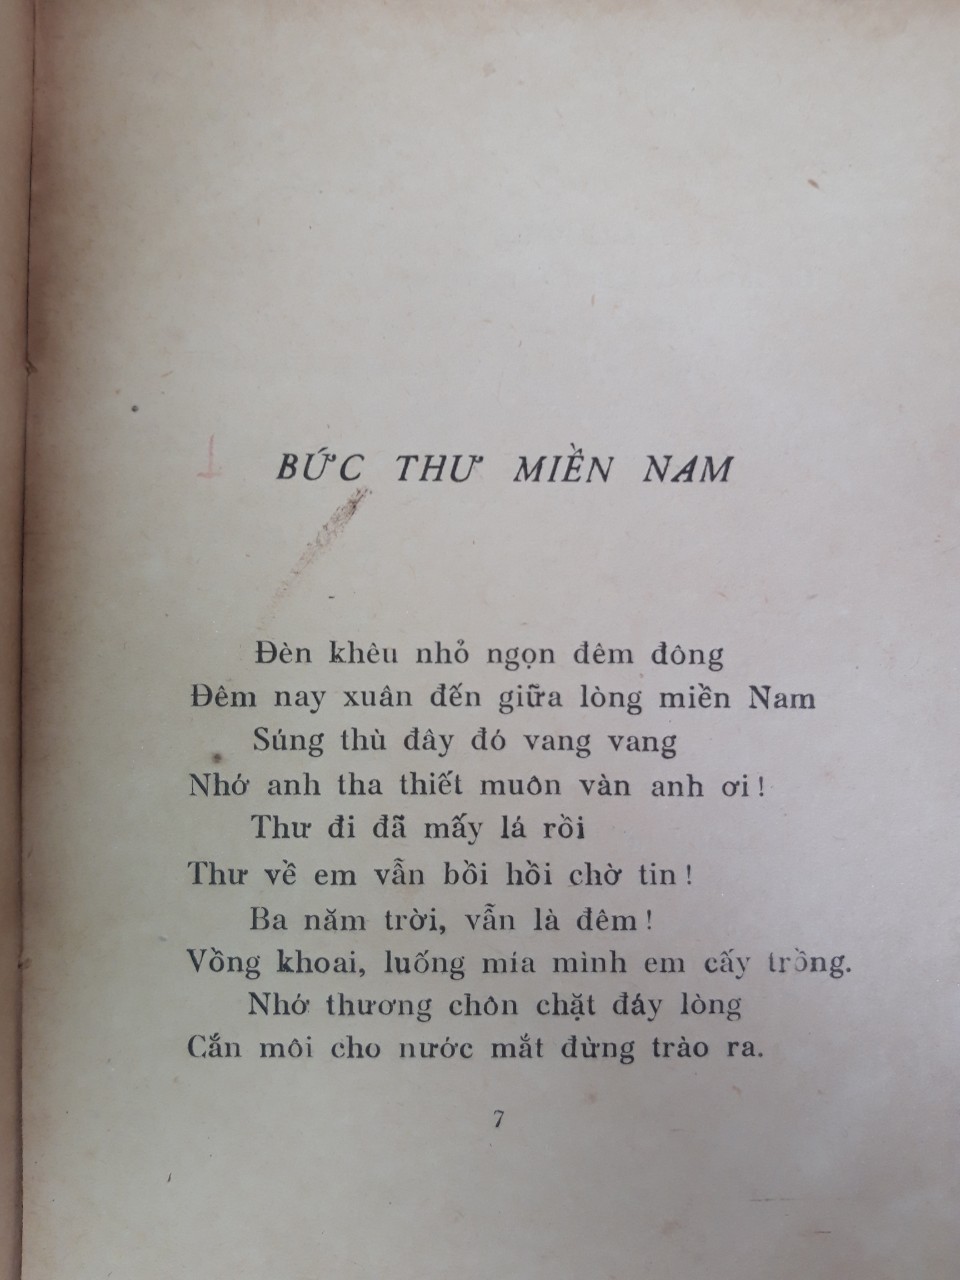 BỨC THƯ MIỀN NAM
Đèn khêu nhỏ ngọn đêm đông
Đêm nay xuân đến giữa lòng miền Nam
Súng thù đây đó vang vang
Nhớ anh tha thiết muôn vàn anh ơi !
Thư đi đã mấy lá rồi
Thư về em vẫn bồi hồi chờ tin !
Ba năm trời, vẫn là đêm !
Vồng khoai, luống mía mình em cấy trồng.
Nhớ thương chôn chặt đáy lòng
Cắn môi cho nước mắt đừng trào ra.
7